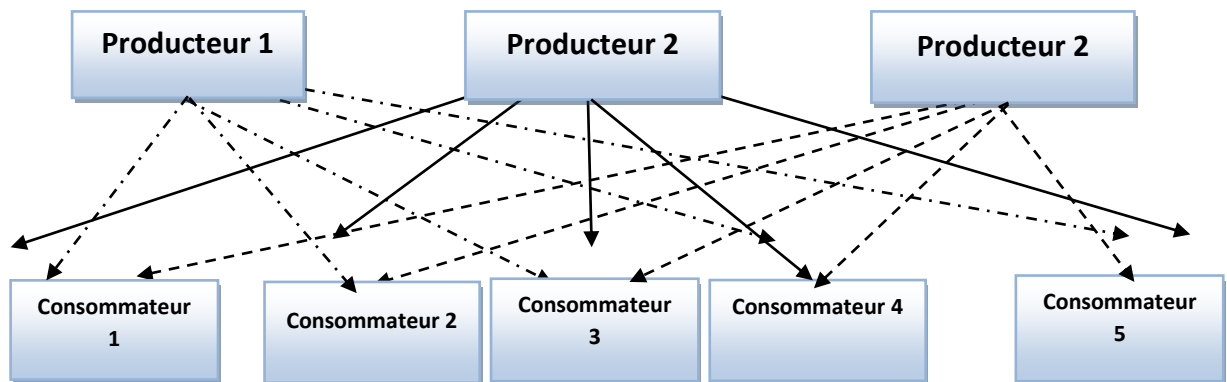 Producteur 1
Producteur 2
Producteur 2
Consommateur
1
Consommateur 2
Consommateur
3
Consommateur 4
Consommateur
5